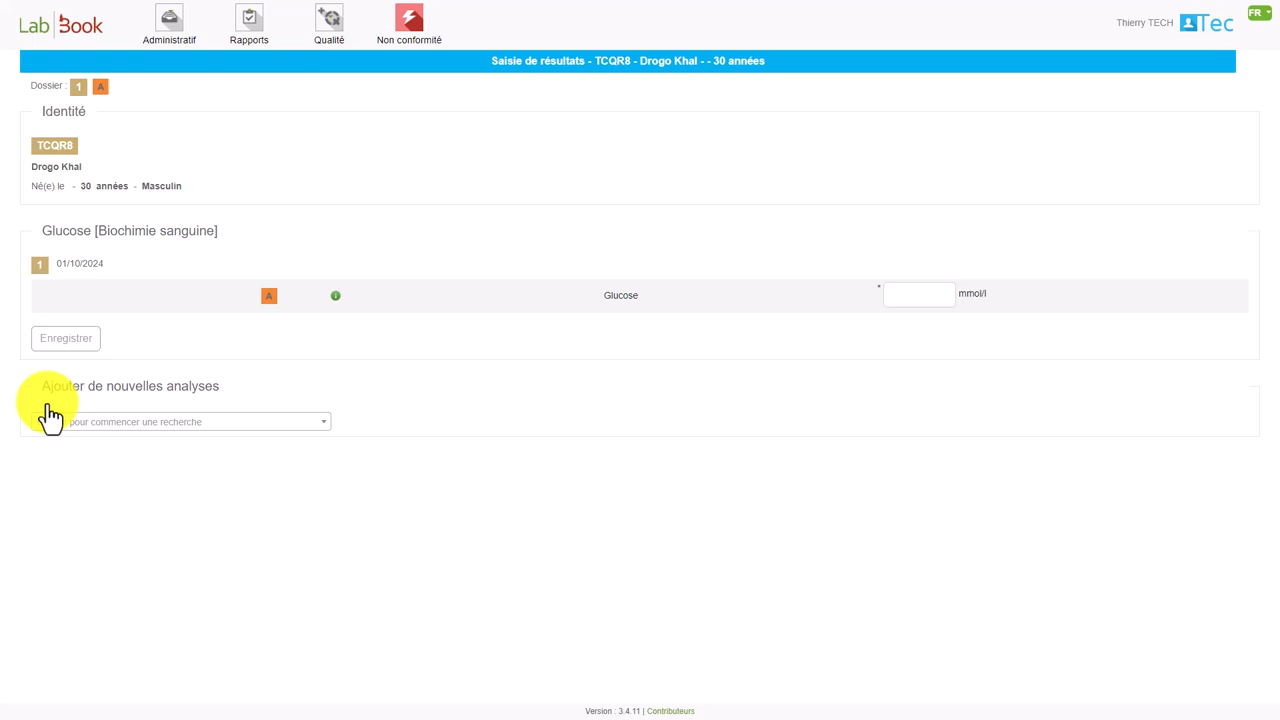 Lab Book
Administratif
Rapports
Qualité
Non conformité
Thierry TECH
Tec
FR
Saisie de résultats - TCQR8 - Drogo Khal - - 30 années
Dossier : 1 A
Identité
TCQR8
Drogo Khal
Né(e) le - 30 années - Masculin
Glucose [Biochimie sanguine]
1 01/10/2024
A i Glucose * mmol/l
Enregistrer
Ajouter de nouvelles analyses
pour commencer une recherche
Version : 3.4.11 | Contributeurs